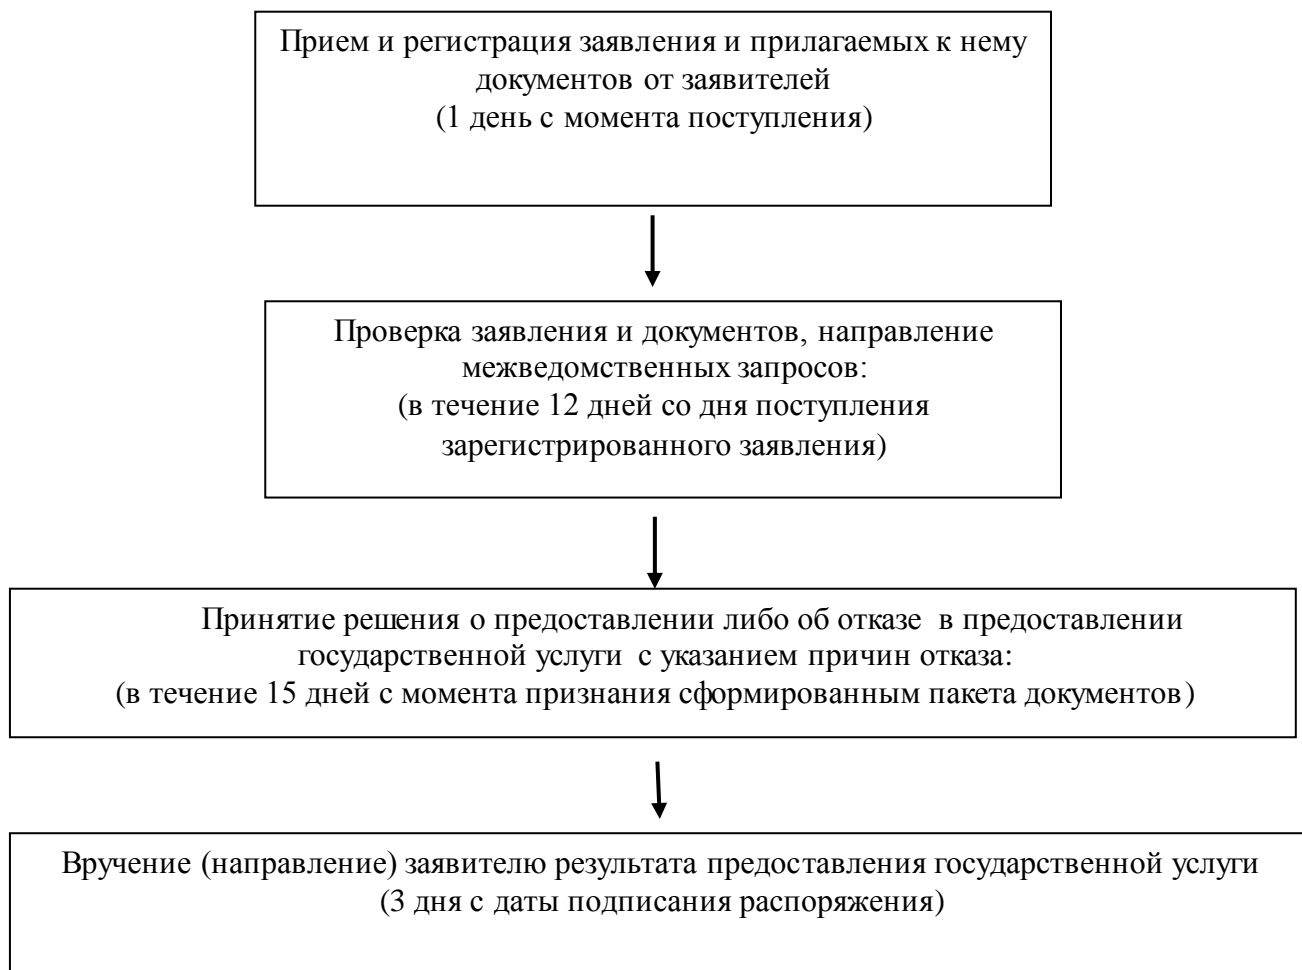 Прием и регистрация заявления и прилагаемых к нему
документов от заявителей
(1 день с момента поступления)
Проверка заявления и документов, направление
межведомственных запросов:
(в течение 12 дней со дня поступления
зарегистрированного заявления)
Принятие решения о предоставлении либо об отказе в предоставлении
государственной услуги с указанием причин отказа:
(в течение 15 дней с момента признания сформированным пакета документов)
Вручение (направление) заявителю результата предоставления государственной услуги
(3 дня с даты подписания распоряжения)